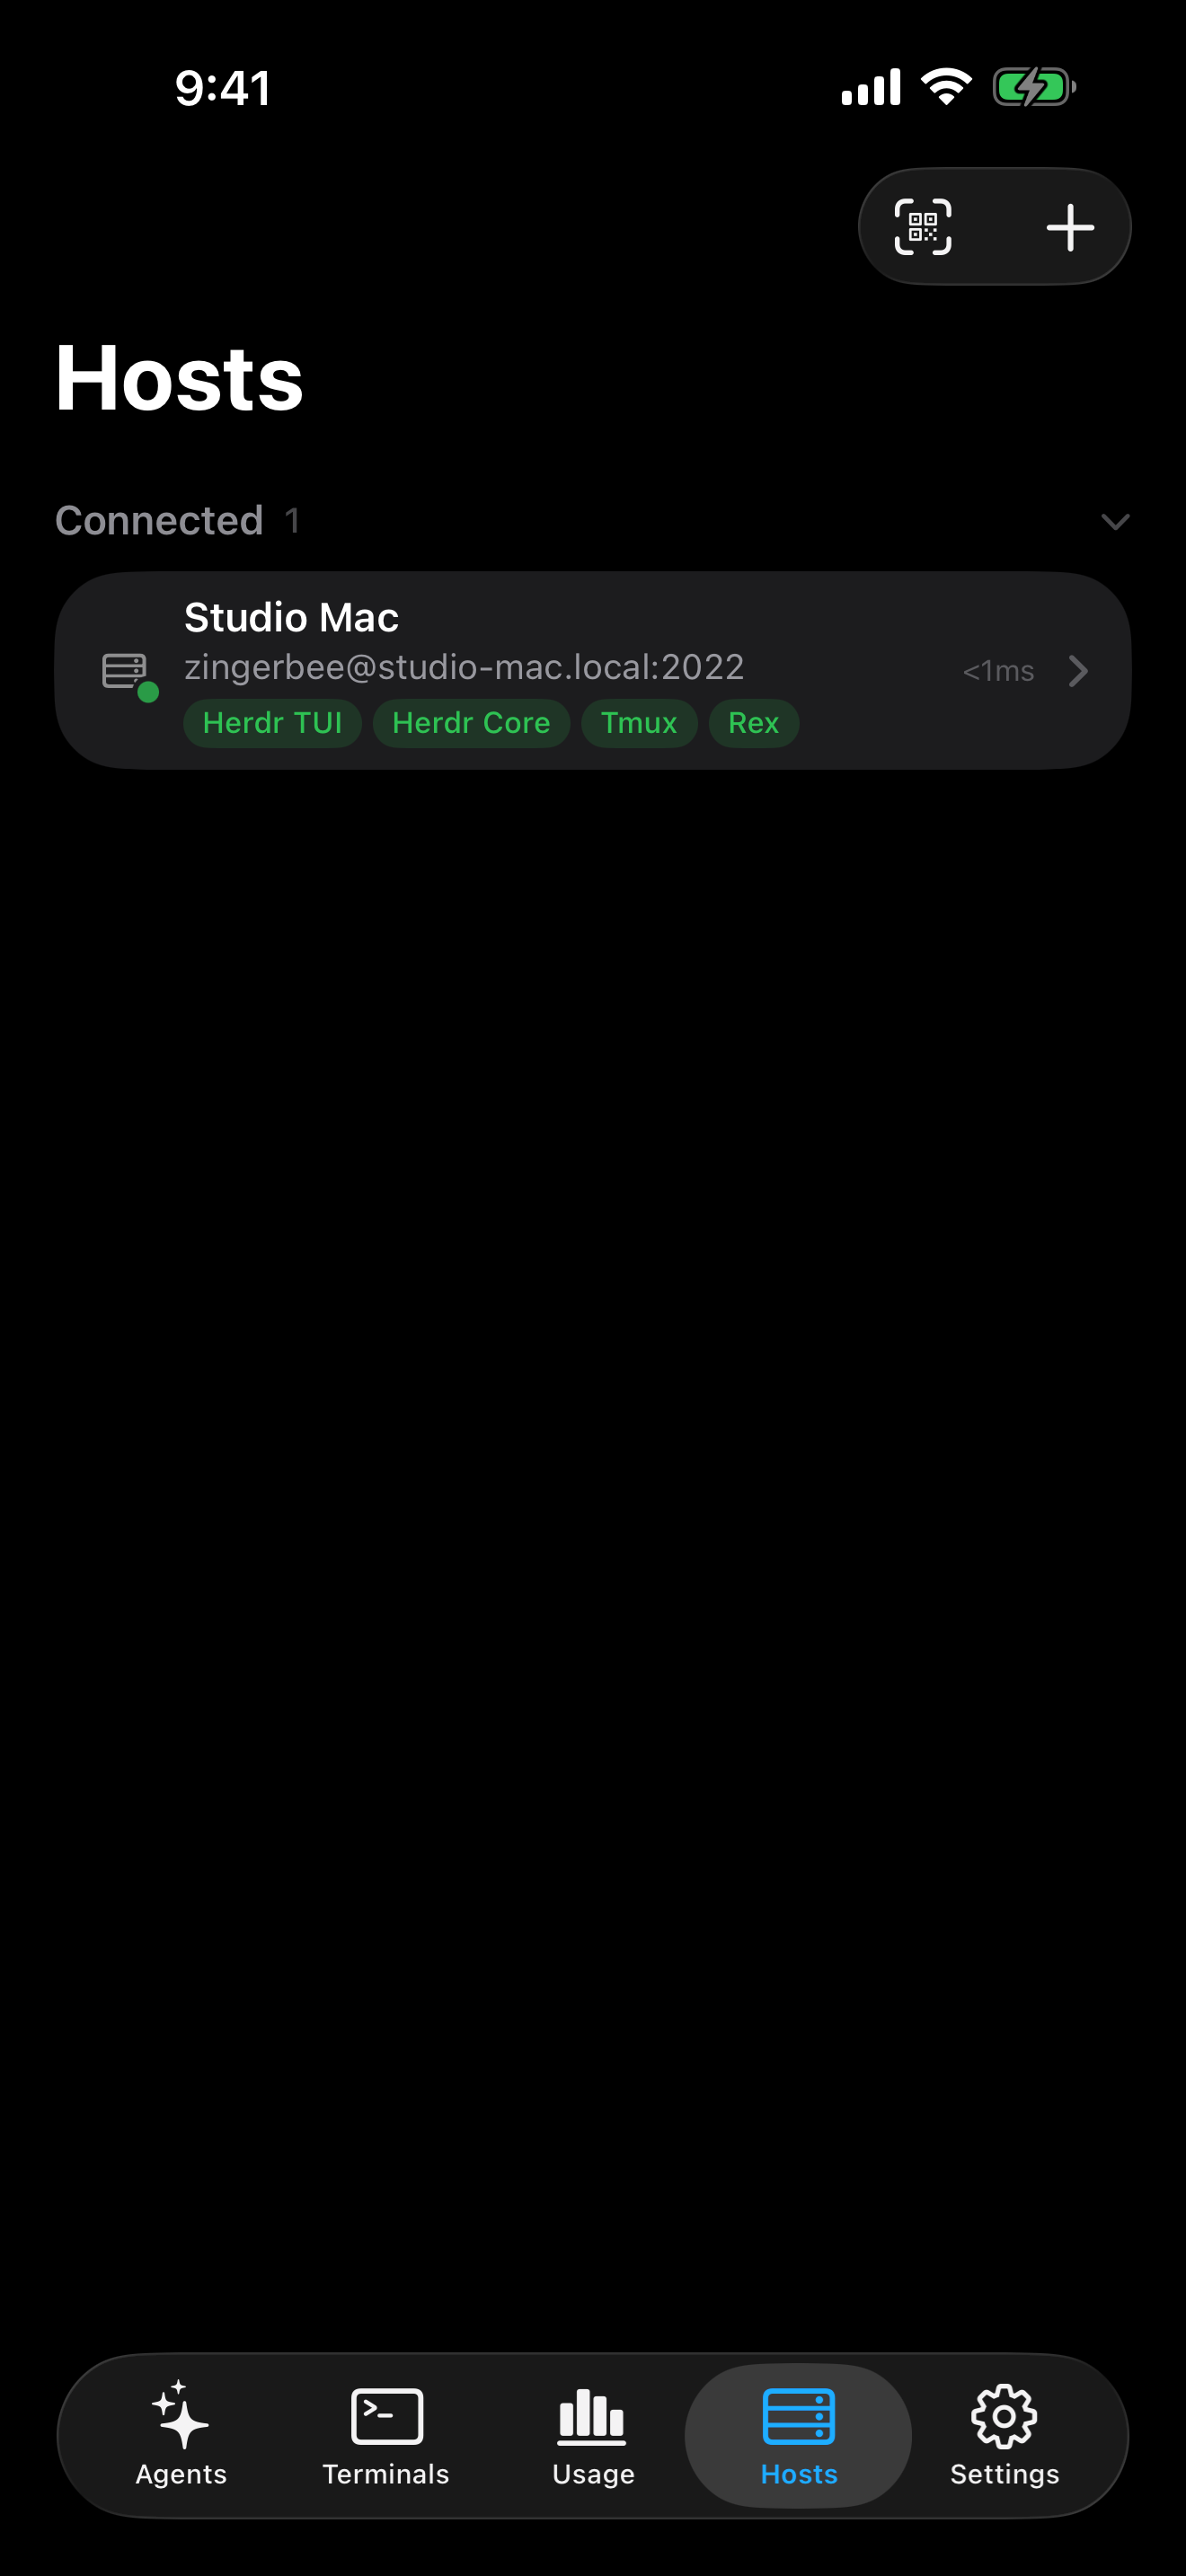 9:41
Hosts
Connected 1
Studio Mac
zingerbee@studio-mac.local:2022
<1ms
Herdr TUI Herdr Core Tmux Rex
Agents Terminals Usage Hosts Settings